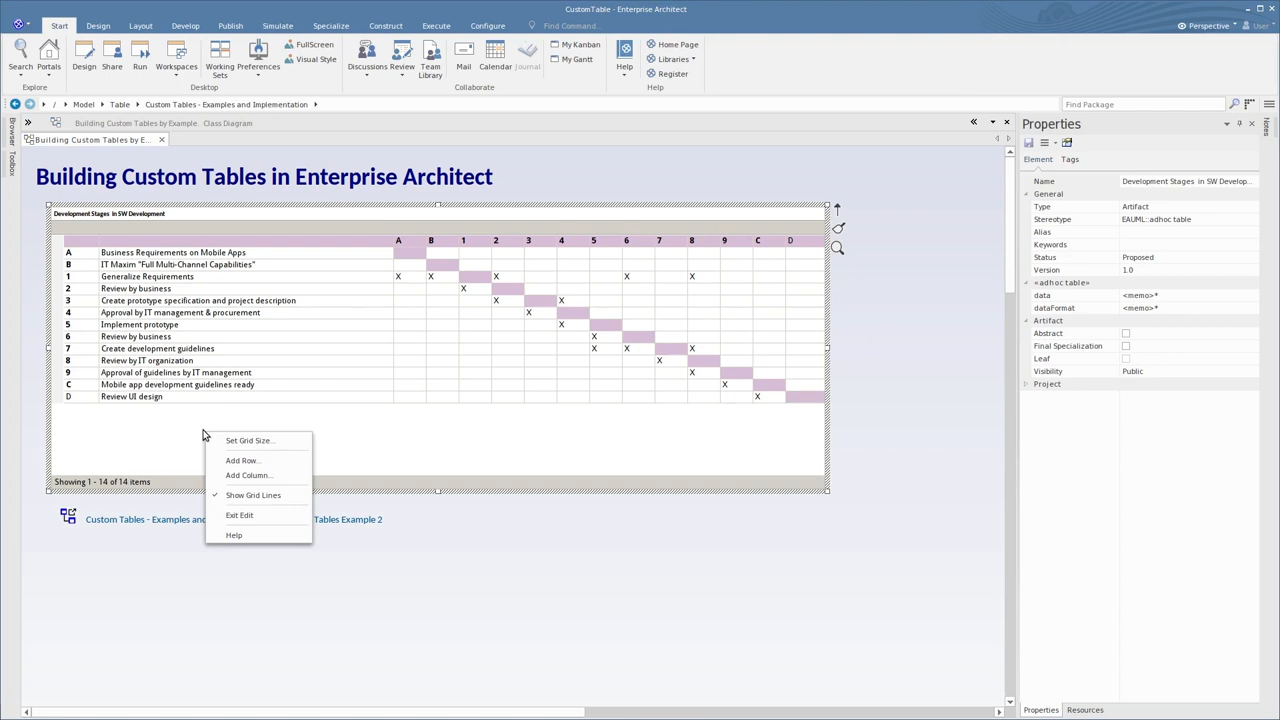 CustomTable - Enterprise Architect
Start Design Layout Develop Publish Simulate Specialize Construct Execute Configure Find Command... Perspective User
Search Portals Design Share Run Workspaces Working Sets Preferences FullScreen Visual Style Discussions Review Team Library Mail Calendar Journal My Kanban My Gantt Help Home Page Libraries Register
Explore Desktop Collaborate Help
/ Model Table Custom Tables - Examples and Implementation Find Package
Building Custom Tables by Example. Class Diagram
Building Custom Tables by E...
Browser
Toolbox
Building Custom Tables in Enterprise Architect
Development Stages in SW Development
A B 1 2 3 4 5 6 7 8 9 C D
A Business Requirements on Mobile Apps
B IT Maxim "Full Multi-Channel Capabilities"
1 Generalize Requirements X X X X X
2 Review by business X
3 Create prototype specification and project description X X
4 Approval by IT management & procurement X
5 Implement prototype X
6 Review by business X
7 Create development guidelines X X X
8 Review by IT organization X
9 Approval of guidelines by IT management X
C Mobile app development guidelines ready X
D Review UI design X
Showing 1 - 14 of 14 items
Set Grid Size...
Add Row...
Add Column...
Show Grid Lines
Exit Edit
Help
Custom Tables - Examples an
Tables Example 2
Properties
Element Tags
Name Development Stages in SW Develop...
General
Type Artifact
Stereotype EAUML::adhoc table
Alias
Keywords
Status Proposed
Version 1.0
«adhoc table»
data <memo>*
dataFormat <memo>*
Artifact
Abstract
Final Specialization
Leaf
Visibility Public
Project
Properties Resources
Notes